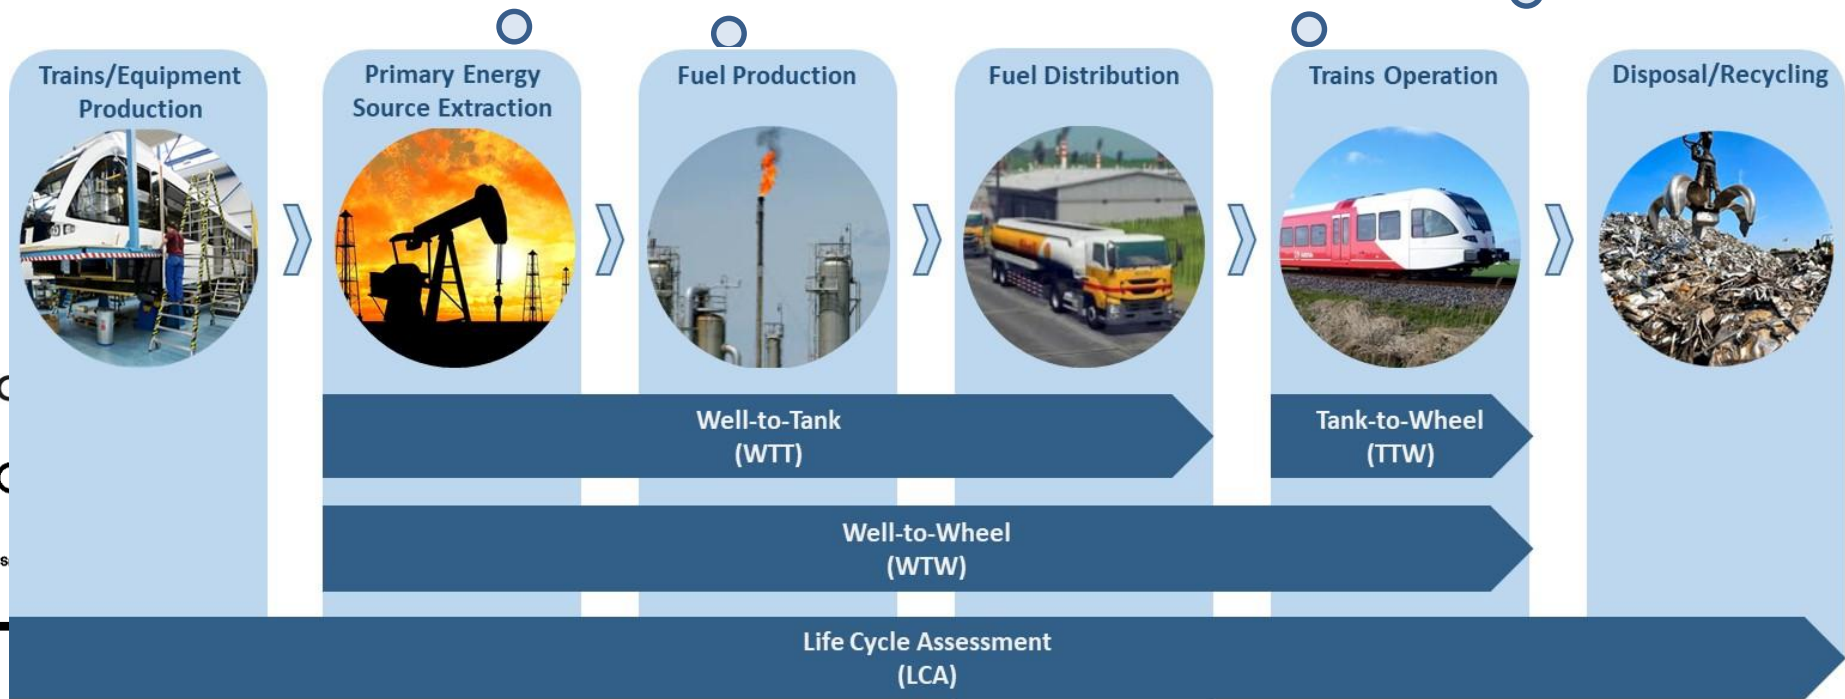 Trains/Equipment
Production
Primary Energy
Source Extraction
Fuel Production
Fuel Distribution
Trains Operation
Disposal/Recycling
Well-to-Tank
(WTT)
Tank-to-Wheel
(TTW)
Well-to-Wheel
(WTW)
Life Cycle Assessment
(LCA)